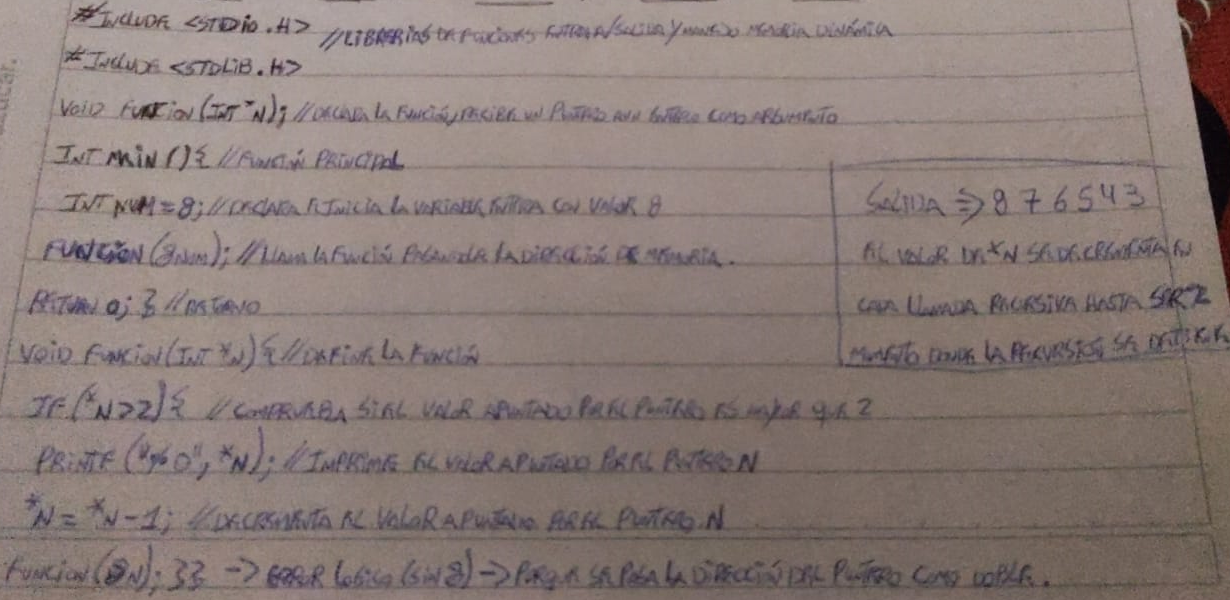 #INCLUDE <STDIO.H> //LIBRERIAS DE FUNCIONES ENTRADA/SALIDA Y MANEJO MEMORIA DINÁMICA
#INCLUDE <STDLIB.H>
VOID FUNCION(INT *N); //DECLARA LA FUNCIÓN, RECIBE UN PUNTERO A UN ENTERO COMO ARGUMENTO
INT MAIN () { //FUNCIÓN PRINCIPAL
INT NUM = 8; //DECLARA E INICIA LA VARIABLE ENTERA CON VALOR 8
FUNCION (&NUM); //LLAMA LA FUNCIÓN PASANDOLE LA DIRECCIÓN DE MEMORIA.
RETURN 0; } //RETORNO
VOID FUNCION(INT *N) { //DEFINE LA FUNCIÓN
IF (*N>2) { //COMPRUEBA SI EL VALOR APUNTADO POR EL PUNTERO ES MAJOR QUE 2
PRINTF ("%D", *N); //IMPRIME EL VALOR APUNTADO POR EL PUNTERO N
*N = *N-1; //DECREMENTA EL VALOR APUNTADO POR EL PUNTERO N
FUNCION (N); }} -> ERROR LOGICO (SIN &) -> PORQUE SE PASA LA DIRECCIÓN DEL PUNTERO COMO DOBLE.
SALIDA => 8 7 6 5 4 3
EL VALOR DE *N SE DECREMENTA EN
CADA LLAMADA RECURSIVA HASTA SER 2
MOMENTO DONDE LA RECURSIÓN SE DETIENE